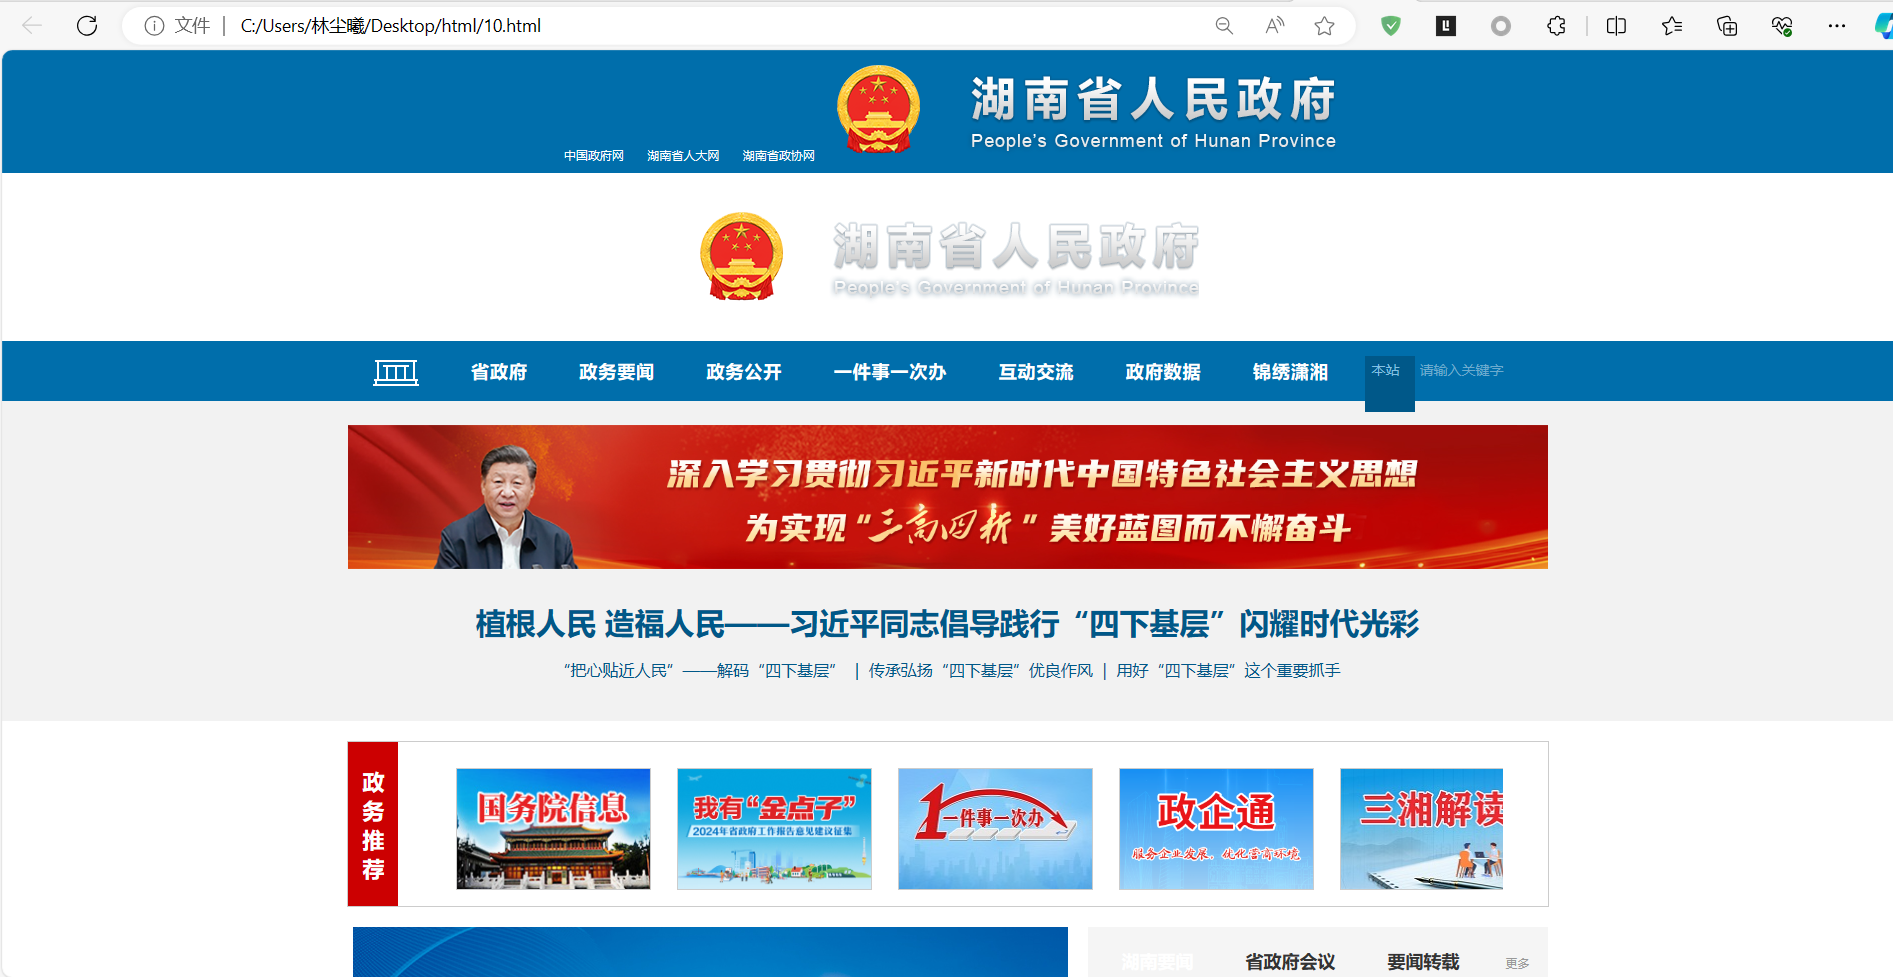 文件 C:/Users/林尘曦/Desktop/html/10.html
湖南省人民政府
People's Government of Hunan Province
中国政府网 湖南省人大网 湖南省政协网
湖南省人民政府
People's Government of Hunan Province
省政府 政务要闻 政务公开 一件事一次办 互动交流 政府数据 锦绣潇湘 本站 请输入关键字
深入学习贯彻习近平新时代中国特色社会主义思想
为实现“三高四新”美好蓝图而不懈奋斗
植根人民 造福人民——习近平同志倡导践行“四下基层”闪耀时代光彩
“把心贴近人民”——解码“四下基层” | 传承弘扬“四下基层”优良作风 | 用好“四下基层”这个重要抓手
政务推荐
国务院信息
我有“金点子”
2024年省政府工作报告意见建议征集
1一件事一次办
政企通
服务企业发展，优化营商环境
三湘解读
湖南要闻 省政府会议 要闻转载 更多